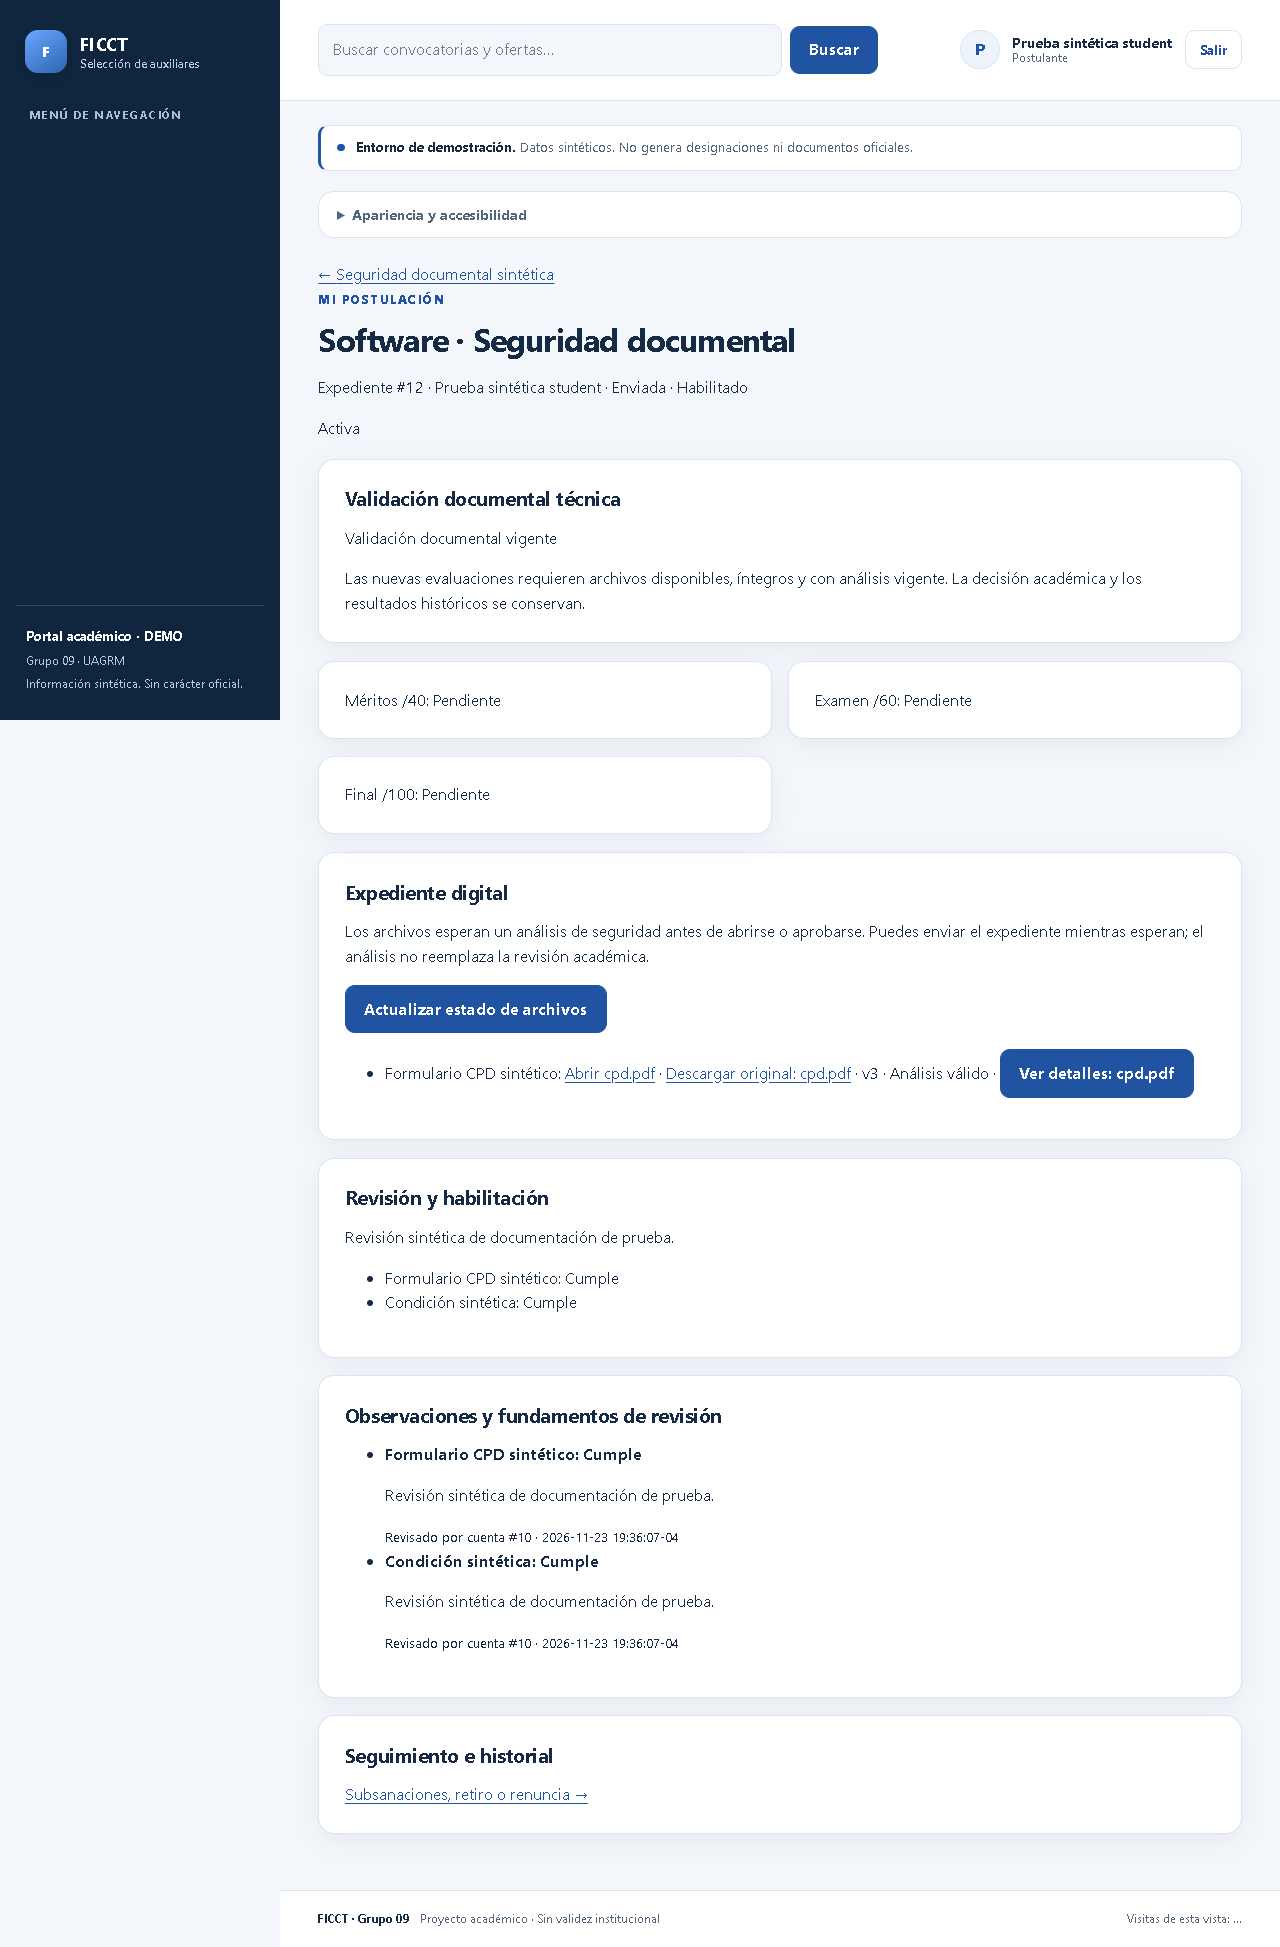 F
FICCT
Selección de auxiliares
MENÚ DE NAVEGACIÓN
Portal académico · DEMO
Grupo 09 · UAGRM
Información sintética. Sin carácter oficial.
Buscar convocatorias y ofertas...
Buscar
P
Prueba sintética student
Postulante
Salir
Entorno de demostración. Datos sintéticos. No genera designaciones ni documentos oficiales.
▶ Apariencia y accesibilidad
← Seguridad documental sintética
MI POSTULACIÓN
Software · Seguridad documental
Expediente #12 · Prueba sintética student · Enviada · Habilitado
Activa
Validación documental técnica
Validación documental vigente
Las nuevas evaluaciones requieren archivos disponibles, íntegros y con análisis vigente. La decisión académica y los
resultados históricos se conservan.
Méritos /40: Pendiente
Examen /60: Pendiente
Final /100: Pendiente
Expediente digital
Los archivos esperan un análisis de seguridad antes de abrirse o aprobarse. Puedes enviar el expediente mientras esperan; el
análisis no reemplaza la revisión académica.
Actualizar estado de archivos
• Formulario CPD sintético: Abrir cpd.pdf · Descargar original: cpd.pdf · v3 · Análisis válido · Ver detalles: cpd.pdf
Revisión y habilitación
Revisión sintética de documentación de prueba.
• Formulario CPD sintético: Cumple
• Condición sintética: Cumple
Observaciones y fundamentos de revisión
• Formulario CPD sintético: Cumple
Revisión sintética de documentación de prueba.
Revisado por cuenta #10 · 2026-11-23 19:36:07-04
• Condición sintética: Cumple
Revisión sintética de documentación de prueba.
Revisado por cuenta #10 · 2026-11-23 19:36:07-04
Seguimiento e historial
Subsanaciones, retiro o renuncia →
FICCT · Grupo 09 Proyecto académico · Sin validez institucional
Visitas de esta vista: ...